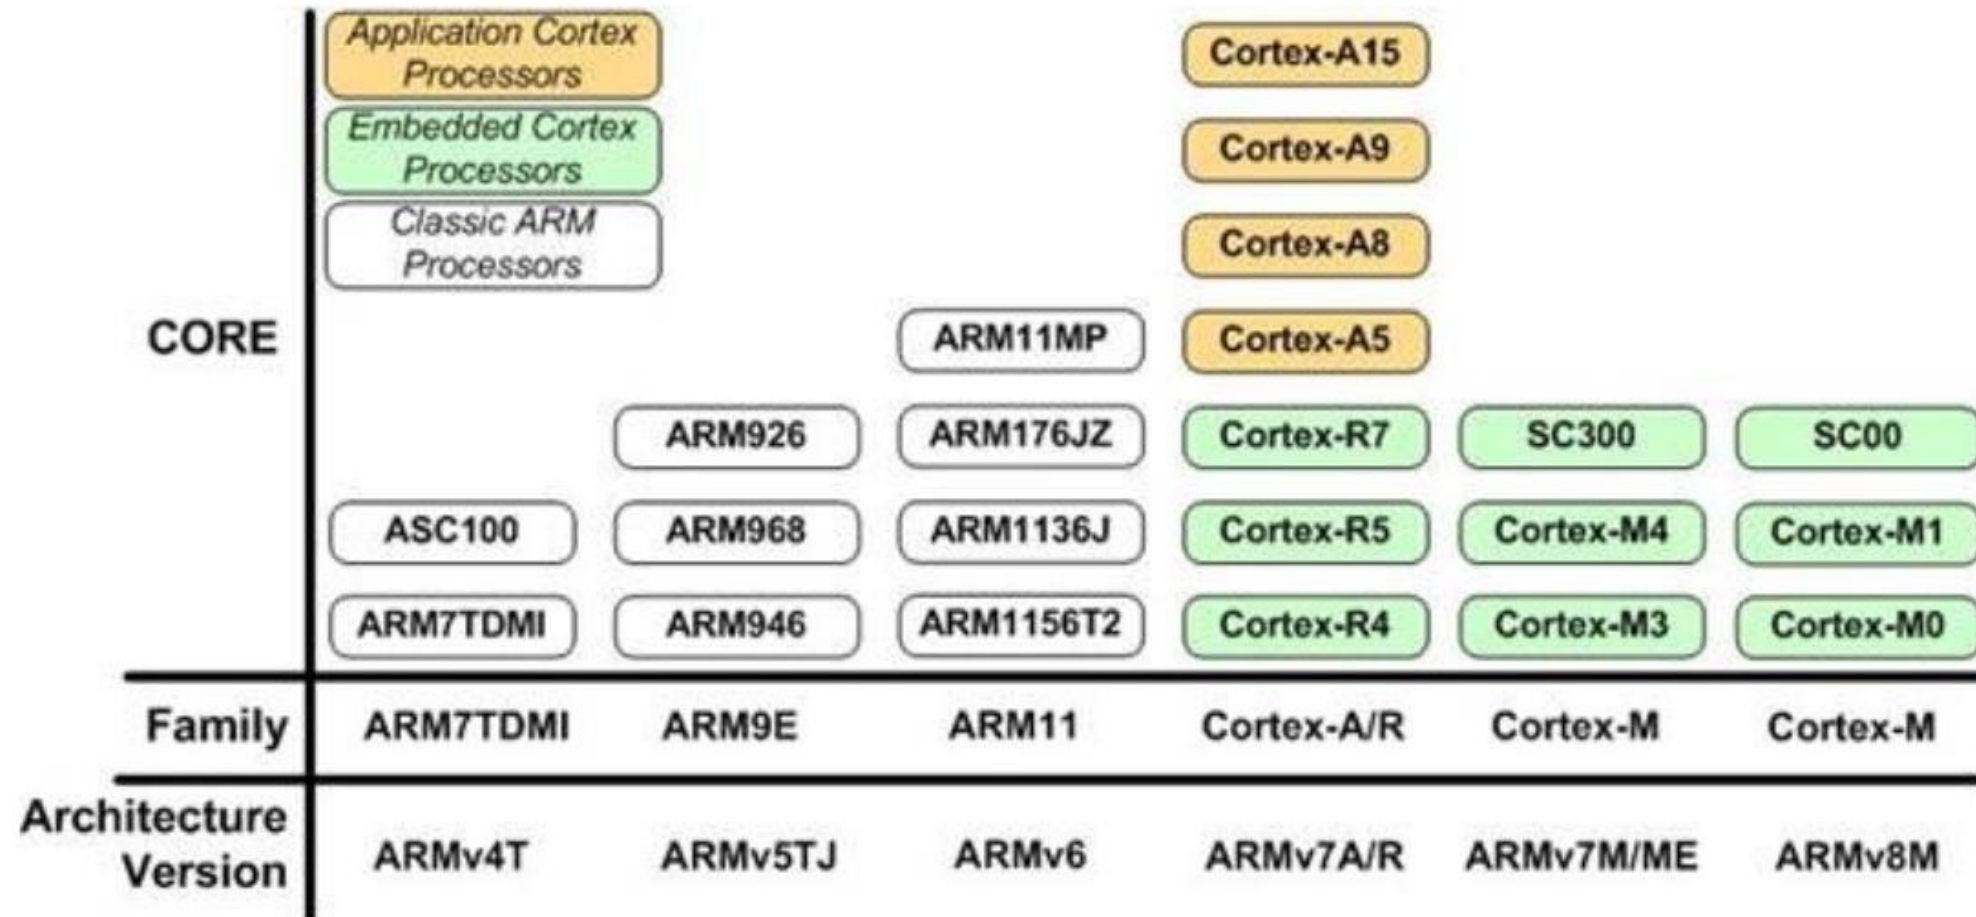 Application Cortex
Processors
Cortex-A15
Embedded Cortex
Processors
Cortex-A9
Classic ARM
Processors
Cortex-A8
CORE
ARM11MP
Cortex-A5
ARM926
ARM176JZ
Cortex-R7
SC300
SC00
ASC100
ARM968
ARM1136J
Cortex-R5
Cortex-M4
Cortex-M1
ARM7TDMI
ARM946
ARM1156T2
Cortex-R4
Cortex-M3
Cortex-M0
Family
ARM7TDMI
ARM9E
ARM11
Cortex-A/R
Cortex-M
Cortex-M
Architecture
Version
ARMv4T
ARMv5TJ
ARMv6
ARMv7A/R
ARMv7M/ME
ARMv8M